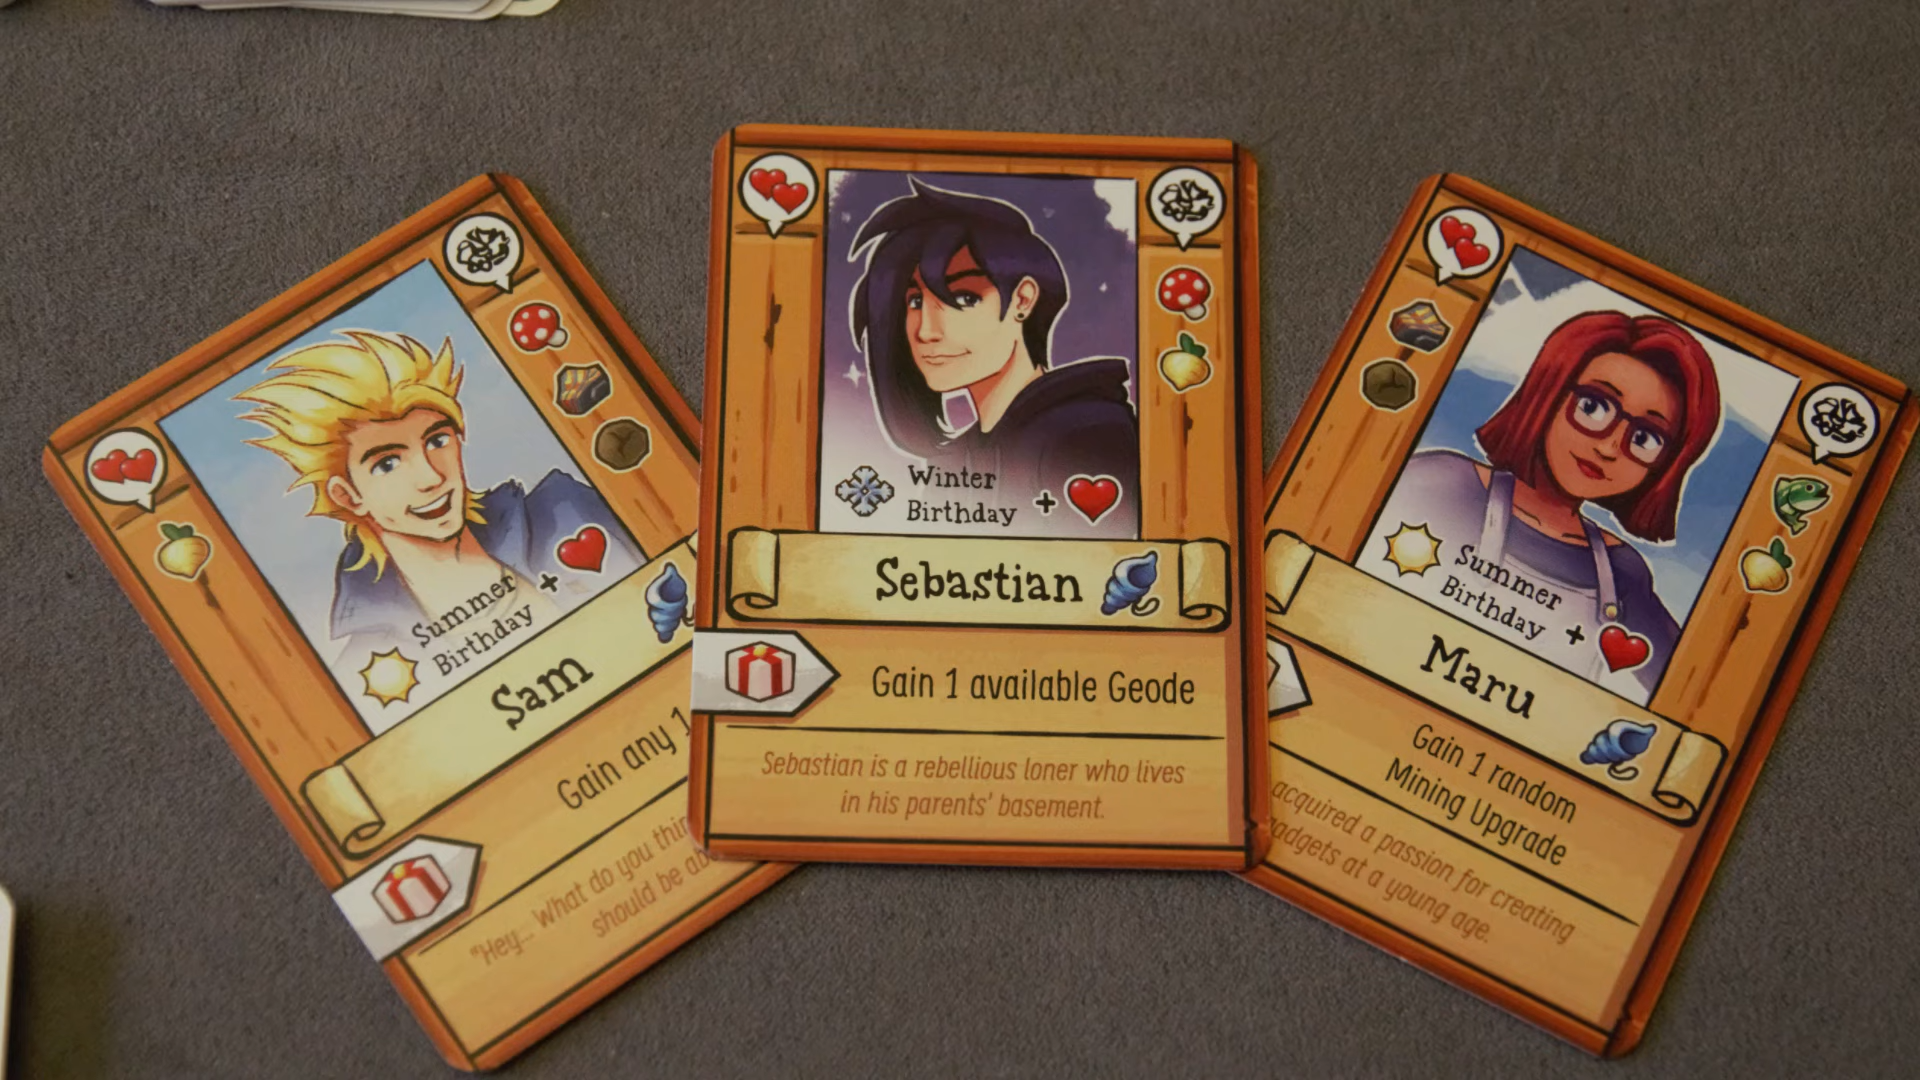 Summer
Birthday +
Sam
Gain any 1
"Hey... What do you
should be
Winter
Birthday +
Sebastian
Gain 1 available Geode
Sebastian is a rebellious loner who lives
in his parents' basement.
Summer
Birthday +
Maru
Gain 1 random
Mining Upgrade
acquired a passion for creating
gadgets at a young age.